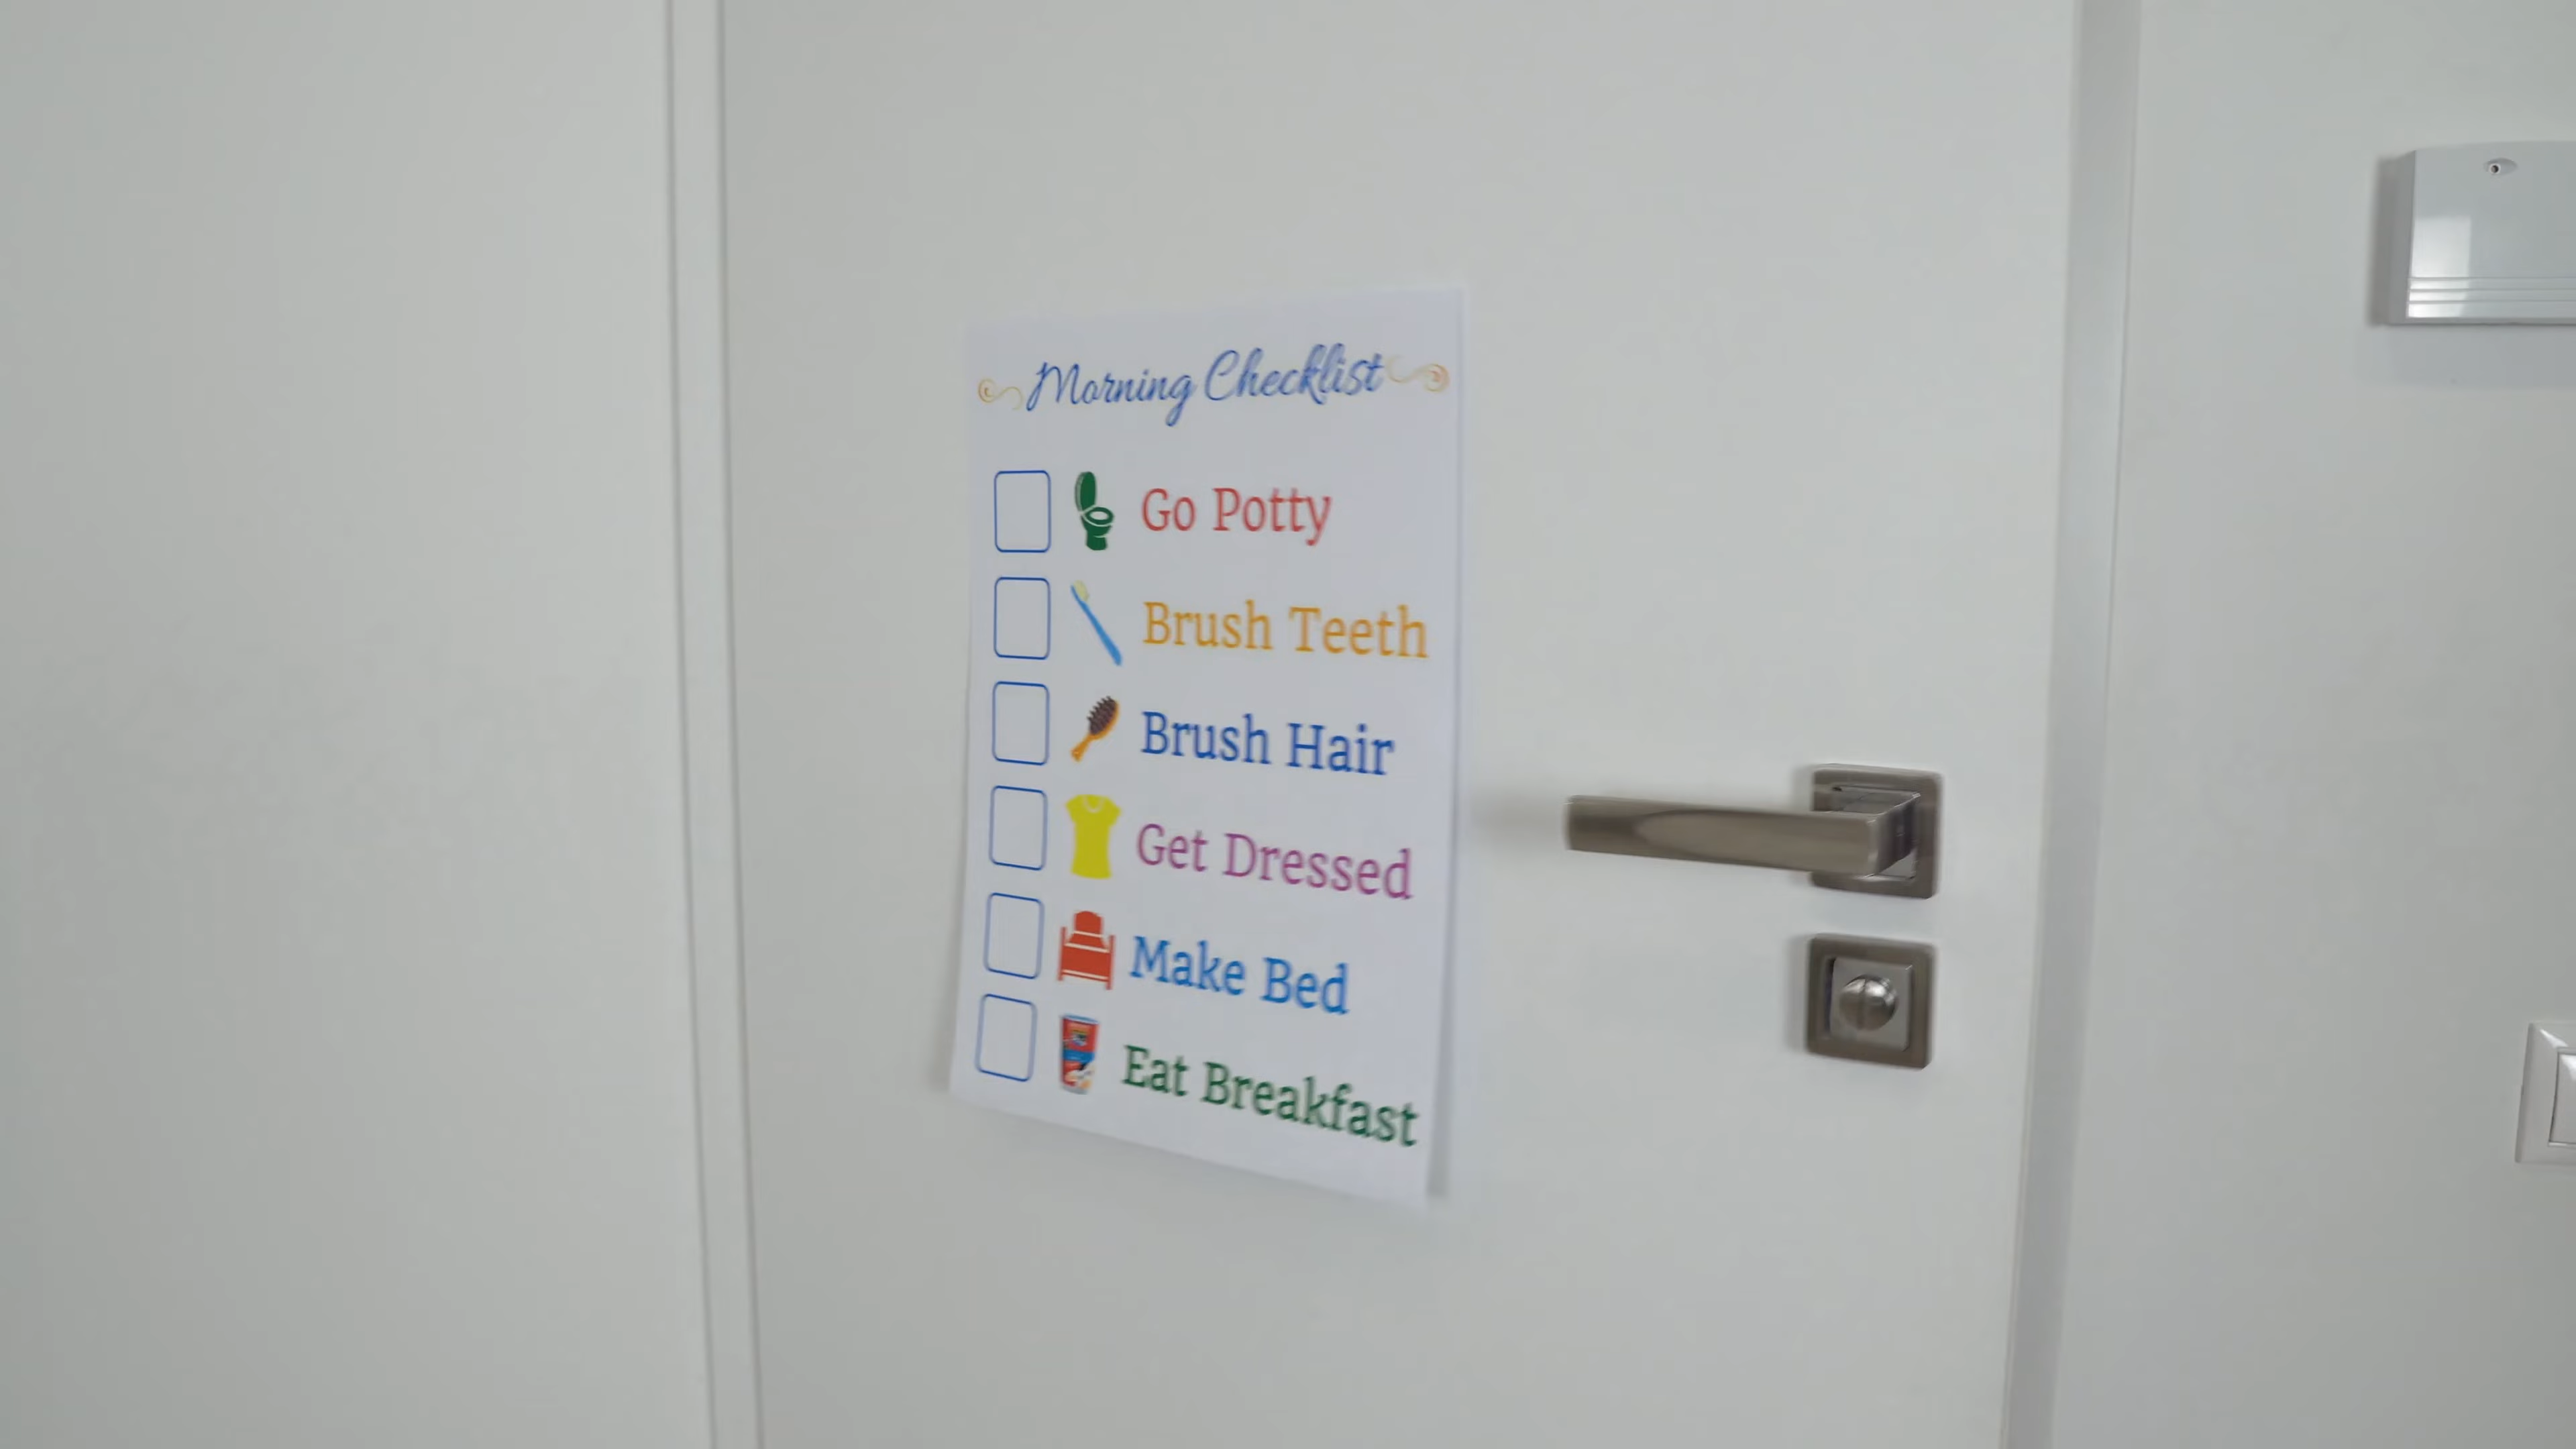 Morning Checklist
Go Potty
Brush Teeth
Brush Hair
Get Dressed
Make Bed
Eat Breakfast